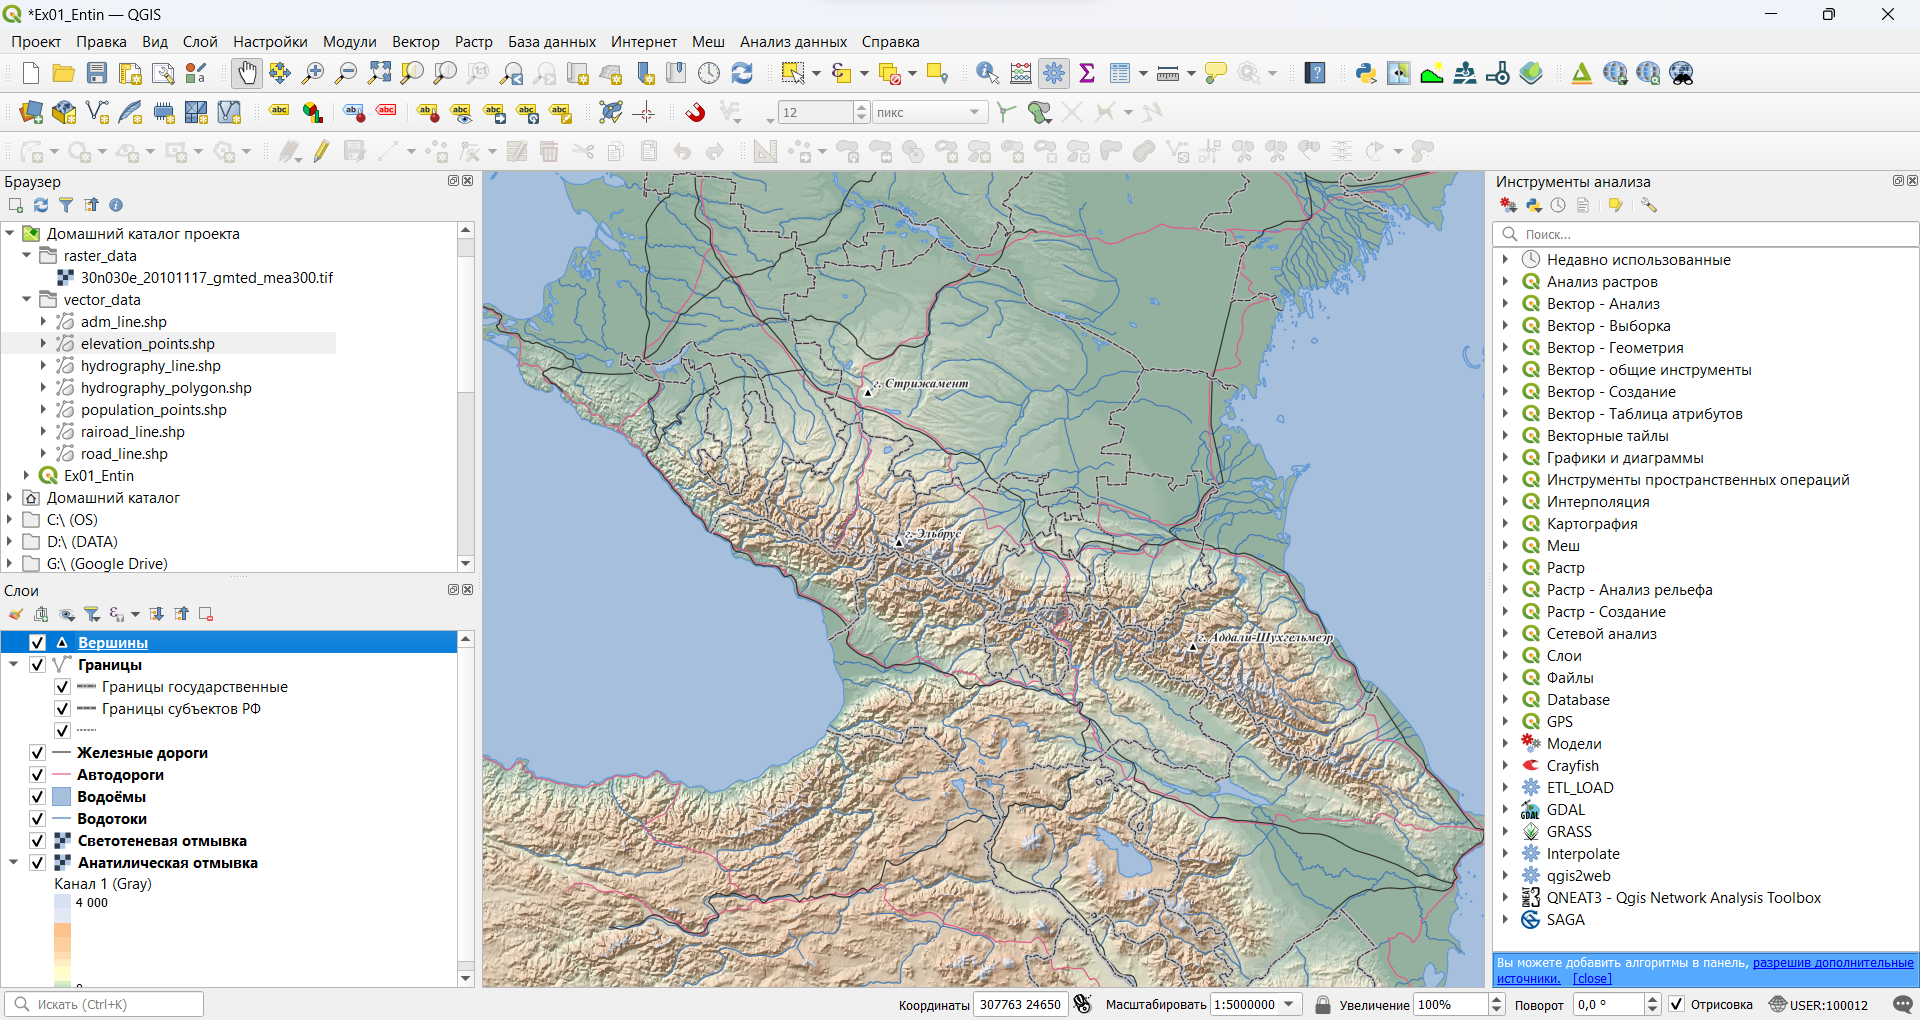 *Ex01_Entin — QGIS
Проект Правка Вид Слой Настройки Модули Вектор Растр База данных Интернет Меш Анализ данных Справка
12 пикс
Браузер
Домашний каталог проекта
raster_data
30n030e_20101117_gmted_mea300.tif
vector_data
adm_line.shp
elevation_points.shp
hydrography_line.shp
hydrography_polygon.shp
population_points.shp
rairoad_line.shp
road_line.shp
Ex01_Entin
Домашний каталог
C:\ (OS)
D:\ (DATA)
G:\ (Google Drive)
Слои
Вершины
Границы
Границы государственные
Границы субъектов РФ
Железные дороги
Автодороги
Водоёмы
Водотоки
Светотеневая отмывка
Анатилическая отмывка
Канал 1 (Gray)
4 000
г. Стрижамент
г. Эльбрус
г. Аддали-Шухгельмеэр
Инструменты анализа
Поиск...
Недавно использованные
Анализ растров
Вектор - Анализ
Вектор - Выборка
Вектор - Геометрия
Вектор - общие инструменты
Вектор - Создание
Вектор - Таблица атрибутов
Векторные тайлы
Графики и диаграммы
Инструменты пространственных операций
Интерполяция
Картография
Меш
Растр
Растр - Анализ рельефа
Растр - Создание
Сетевой анализ
Слои
Файлы
Database
GPS
Модели
Crayfish
ETL_LOAD
GDAL
GRASS
Interpolate
qgis2web
QNEAT3 - Qgis Network Analysis Toolbox
SAGA
Вы можете добавить алгоритмы в панель, разрешив дополнительные
источники. [close]
Искать (Ctrl+K) Координаты 307763 24650 Масштабировать 1:5000000 Увеличение 100% Поворот 0,0 ° Отрисовка USER:100012